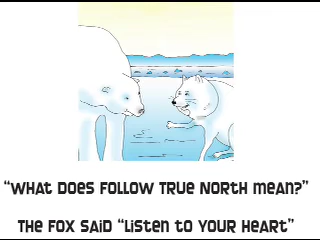 “What does follow true north mean?”
The fox said “Listen to your heart”